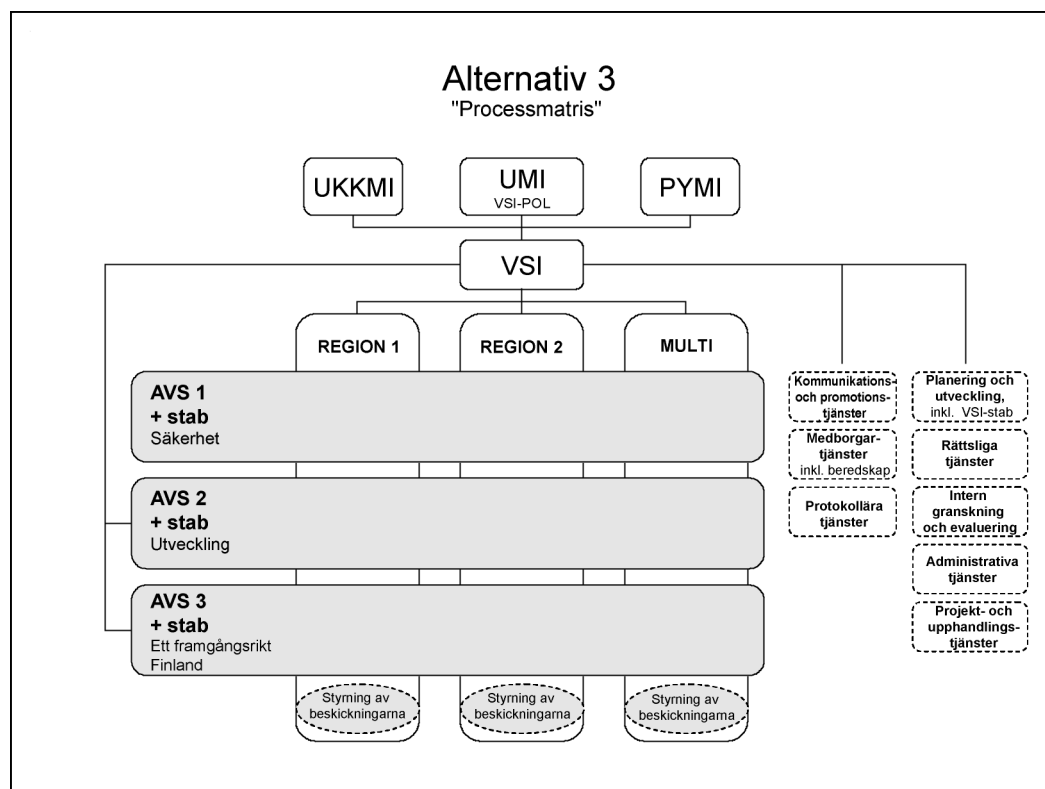 Alternativ 3
"Processmatris"
UKKMI
UMI
VSI-POL
PYMI
VSI
REGION 1
REGION 2
MULTI
AVS 1
+ stab
Säkerhet
AVS 2
+ stab
Utveckling
AVS 3
+ stab
Ett framgångsrikt
Finland
Styrning av
beskickningarna
Styrning av
beskickningarna
Styrning av
beskickningarna
Kommunikations-
och promotions-
tjänster
Medborgar-
tjänster
inkl. beredskap
Protokollära
tjänster
Planering och
utveckling,
inkl. VSI-stab
Rättsliga
tjänster
Intern
granskning
och evaluering
Administrativa
tjänster
Projekt- och
upphandlings-
tjänster